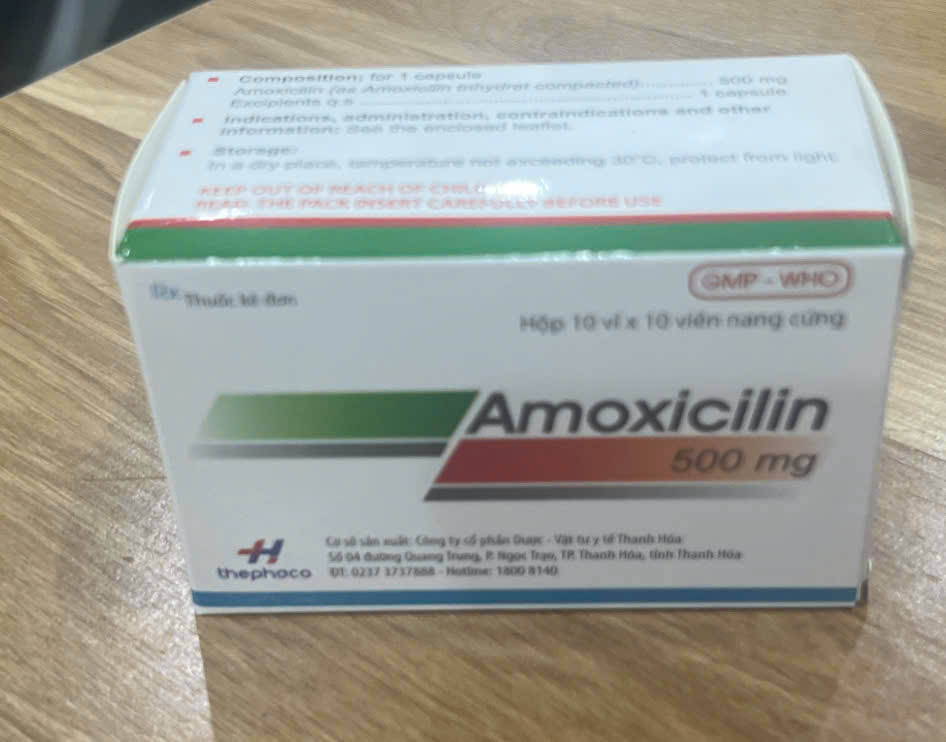 Composition: for 1 capsule
Amoxicilin (as Amoxicilin trihydrat compacted)............. 500 mg
Excipients q.s ............................................................ 1 capsule
Indications, administration, contraindications and other
information: See the enclosed leaflet.
Storage:
In a dry place, temperature not exceeding 30°C, protect from light.
KEEP OUT OF REACH OF
READ THE PACK INSERT CAREFULLY BEFORE USE
GMP - WHO
Rx Thuốc kê đơn
Hộp 10 vỉ x 10 viên nang cứng
Amoxicilin
500 mg
Cơ sở sản xuất: Công ty cổ phần Dược - Vật tư y tế Thanh Hóa
Số 04 đường Quang Trung, P. Ngọc Trạo, TP. Thanh Hóa, tỉnh Thanh Hóa
ĐT: 0237 3737888 - Hotline: 1800 8140
thephaco